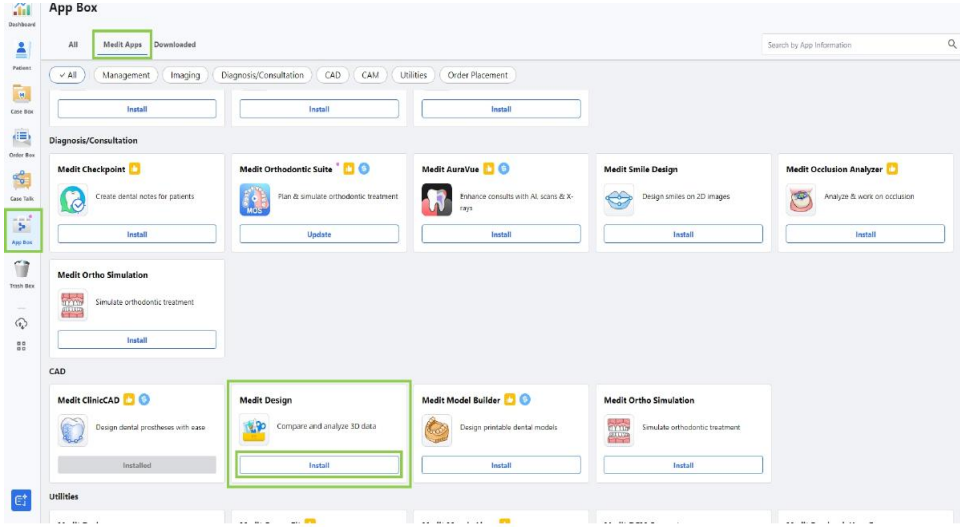 App Box
Dashboard
All
Medit Apps
Downloaded
Search by App Information
Patient
All
Management
Imaging
Diagnosis/Consultation
CAD
CAM
Utilities
Order Placement
Case Box
Install
Install
Install
Order Box
Diagnosis/Consultation
Medit Checkpoint
Create dental notes for patients
Install
Medit Orthodontic Suite
MOS
Plan & simulate orthodontic treatment
Update
Medit AuraVue
Enhance consults with AI, scans & X-
rays
Install
Medit Smile Design
Design smiles on 2D images
Install
Medit Occlusion Analyzer
Analyze & work on occlusion
Install
Case Talk
App Box
Trash Box
Medit Ortho Simulation
Simulate orthodontic treatment
Install
CAD
Medit ClinicCAD
Design dental prostheses with ease
Installed
Medit Design
Compare and analyze 3D data
Install
Medit Model Builder
Design printable dental models
Install
Medit Ortho Simulation
Simulate orthodontic treatment
Install
Utilities